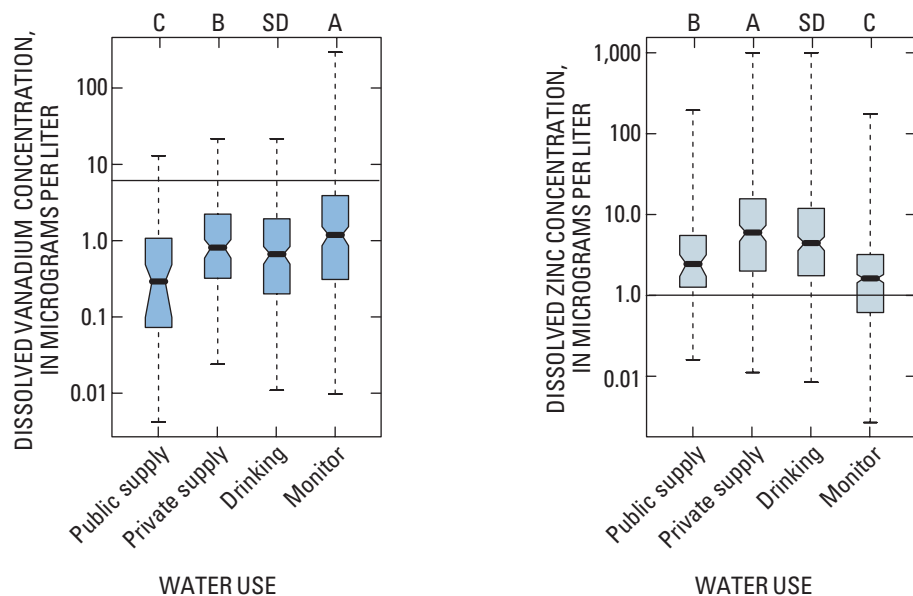 C B SD A
DISSOLVED VANADIUM CONCENTRATION,
IN MICROGRAMS PER LITER
100
10
1.0
0.1
0.01
Public supply
Private supply
Drinking
Monitor
WATER USE
B A SD C
DISSOLVED ZINC CONCENTRATION,
IN MICROGRAMS PER LITER
1,000
100
10.0
1.0
0.01
Public supply
Private supply
Drinking
Monitor
WATER USE